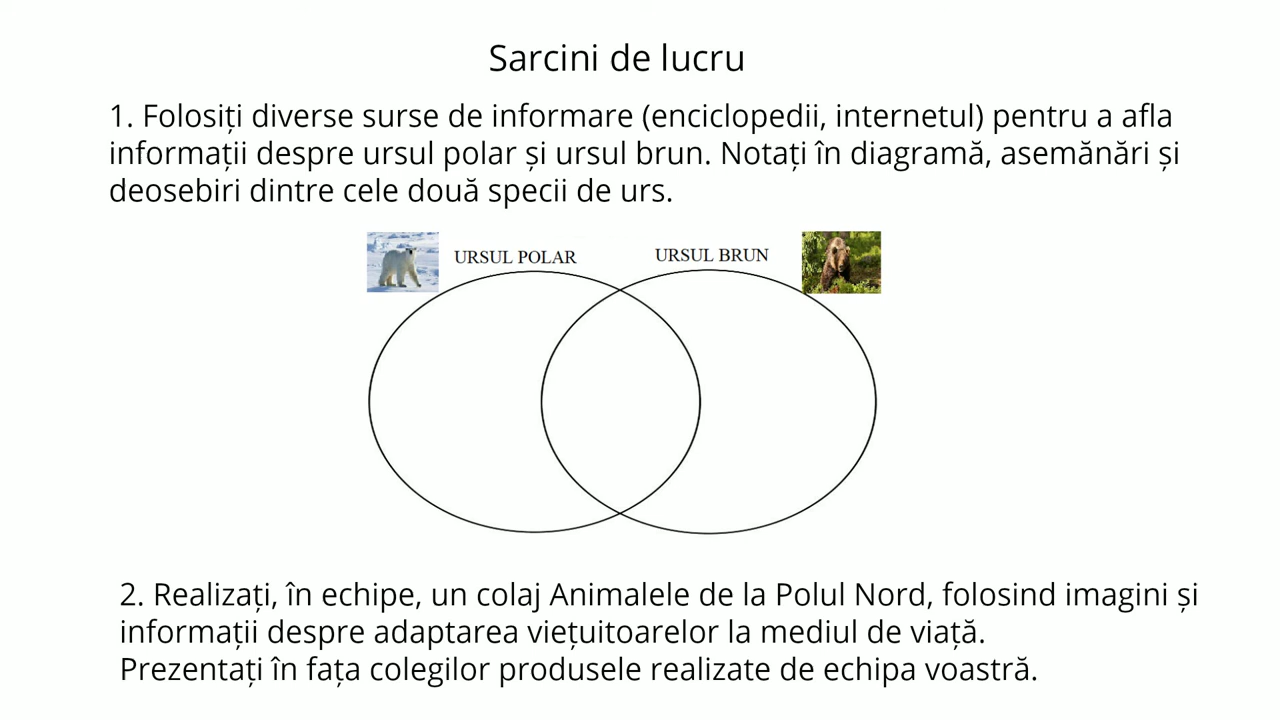 Sarcini de lucru
1. Folosiți diverse surse de informare (enciclopedii, internetul) pentru a afla
informații despre ursul polar și ursul brun. Notați în diagramă, asemănări și
deosebiri dintre cele două specii de urs.
URSUL POLAR
URSUL BRUN
2. Realizați, în echipe, un colaj Animalele de la Polul Nord, folosind imagini și
informații despre adaptarea viețuitoarelor la mediul de viață.
Prezentați în fața colegilor produsele realizate de echipa voastră.